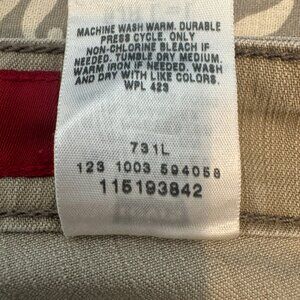 MACHINE WASH WARM. DURABLE
PRESS CYCLE. ONLY
NON-CHLORINE BLEACH IF
NEEDED. TUMBLE DRY MEDIUM.
WARM IRON IF NEEDED. WASH
AND DRY WITH LIKE COLORS.
WPL 423
731L
123 1003 594058
115193842